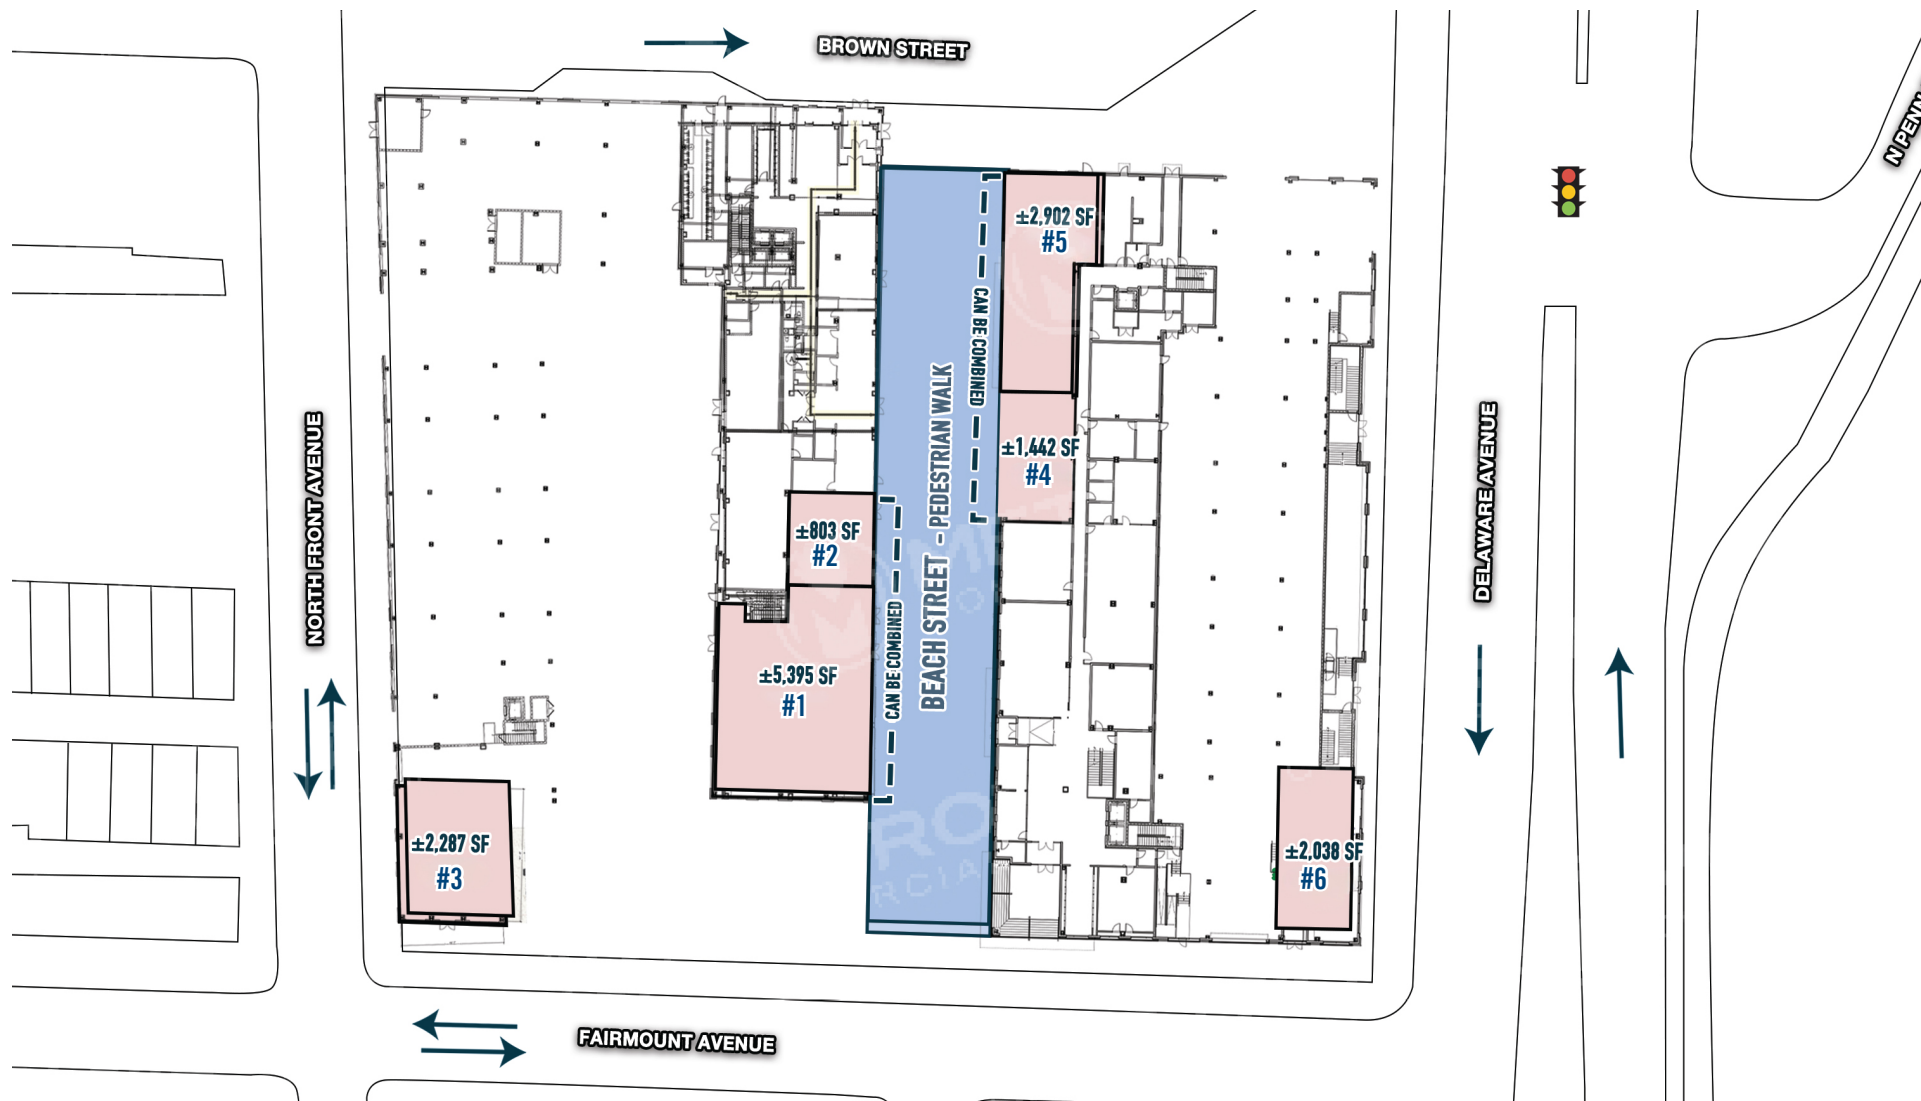 BROWN STREET
N PENN
±2,902 SF
#5
CAN BE COMBINED
BEACH STREET - PEDESTRIAN WALK
±1,442 SF
#4
NORTH FRONT AVENUE
DELAWARE AVENUE
±803 SF
#2
CAN BE COMBINED
±5,395 SF
#1
±2,287 SF
#3
±2,038 SF
#6
FAIRMOUNT AVENUE